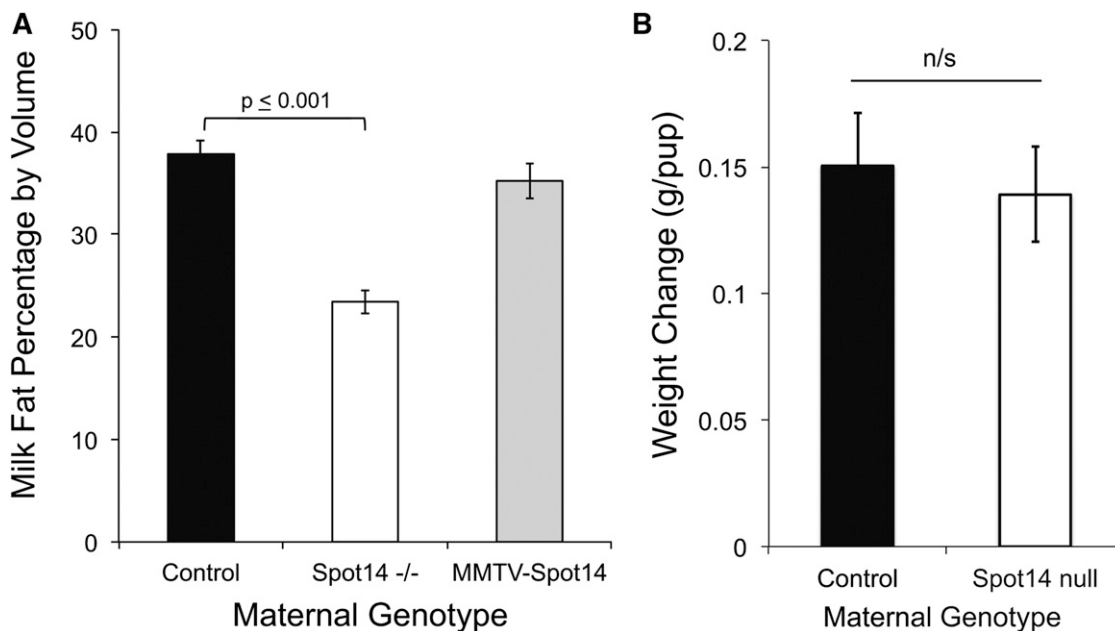 A
Milk Fat Percentage by Volume
50
40
30
20
10
0
p ≤ 0.001
Control
Spot14 -/-
MMTV-Spot14
Maternal Genotype
B
Weight Change (g/pup)
0.2
0.15
0.1
0.05
0
n/s
Control
Spot14 null
Maternal Genotype